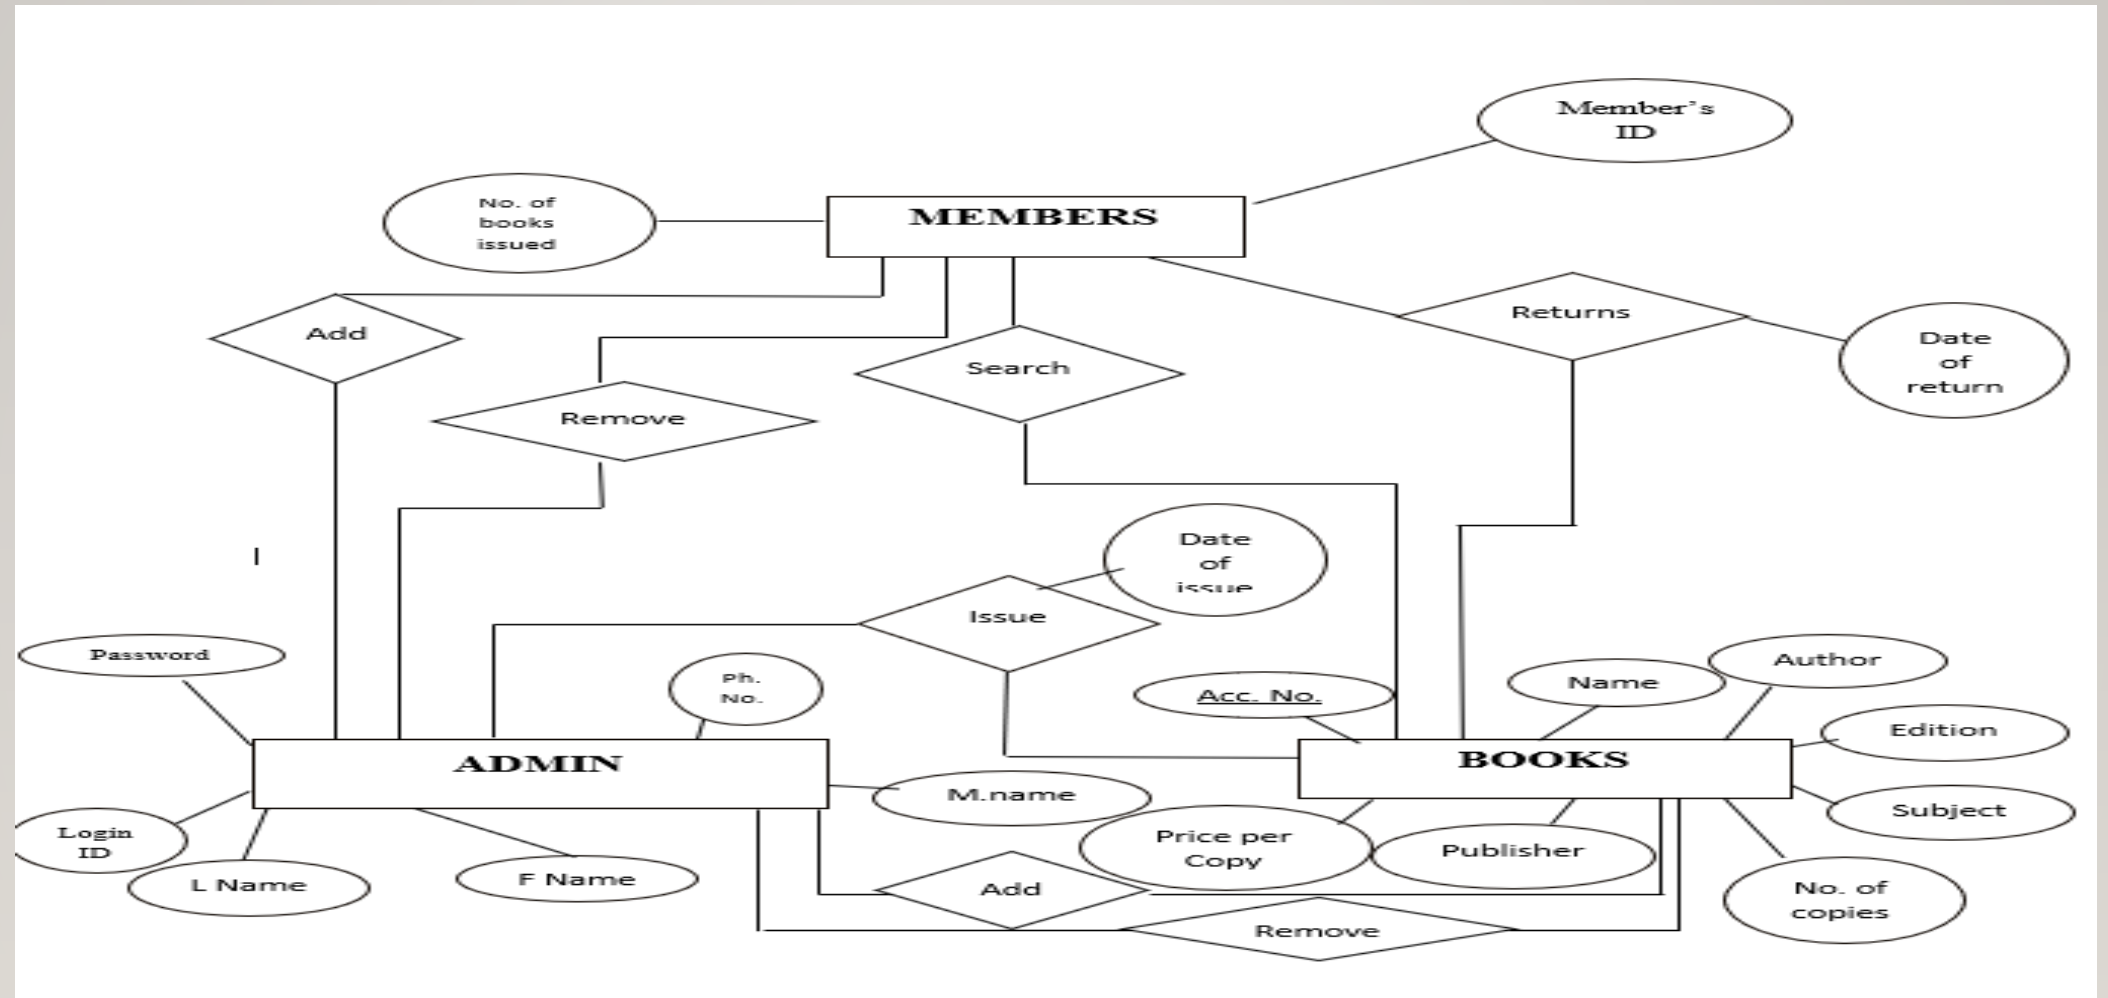 Member's
ID
No. of
books
issued
MEMBERS
Add
Returns
Date
of
return
Search
Remove
Date
of
issue
Issue
Password
Ph.
No.
Acc. No.
Name
Author
Edition
ADMIN
BOOKS
M.name
Subject
Login
ID
Price per
Copy
Publisher
L Name
F Name
Add
No. of
copies
Remove